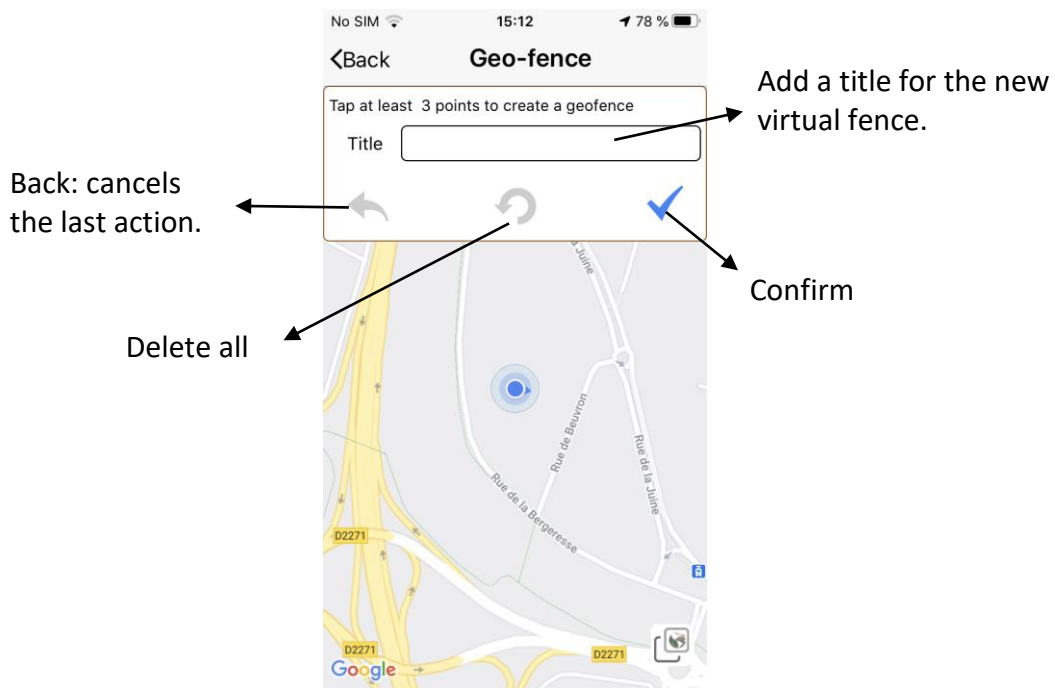 No SIM 15:12 78 %
Back Geo-fence
Tap at least 3 points to create a geofence
Title
Add a title for the new
virtual fence.
Back: cancels
the last action.
Confirm
Delete all
la Juine
Rue de Beuvron
Rue de la Juine
Rue de la Bergeresse
D2271
D2271
D2271
Google